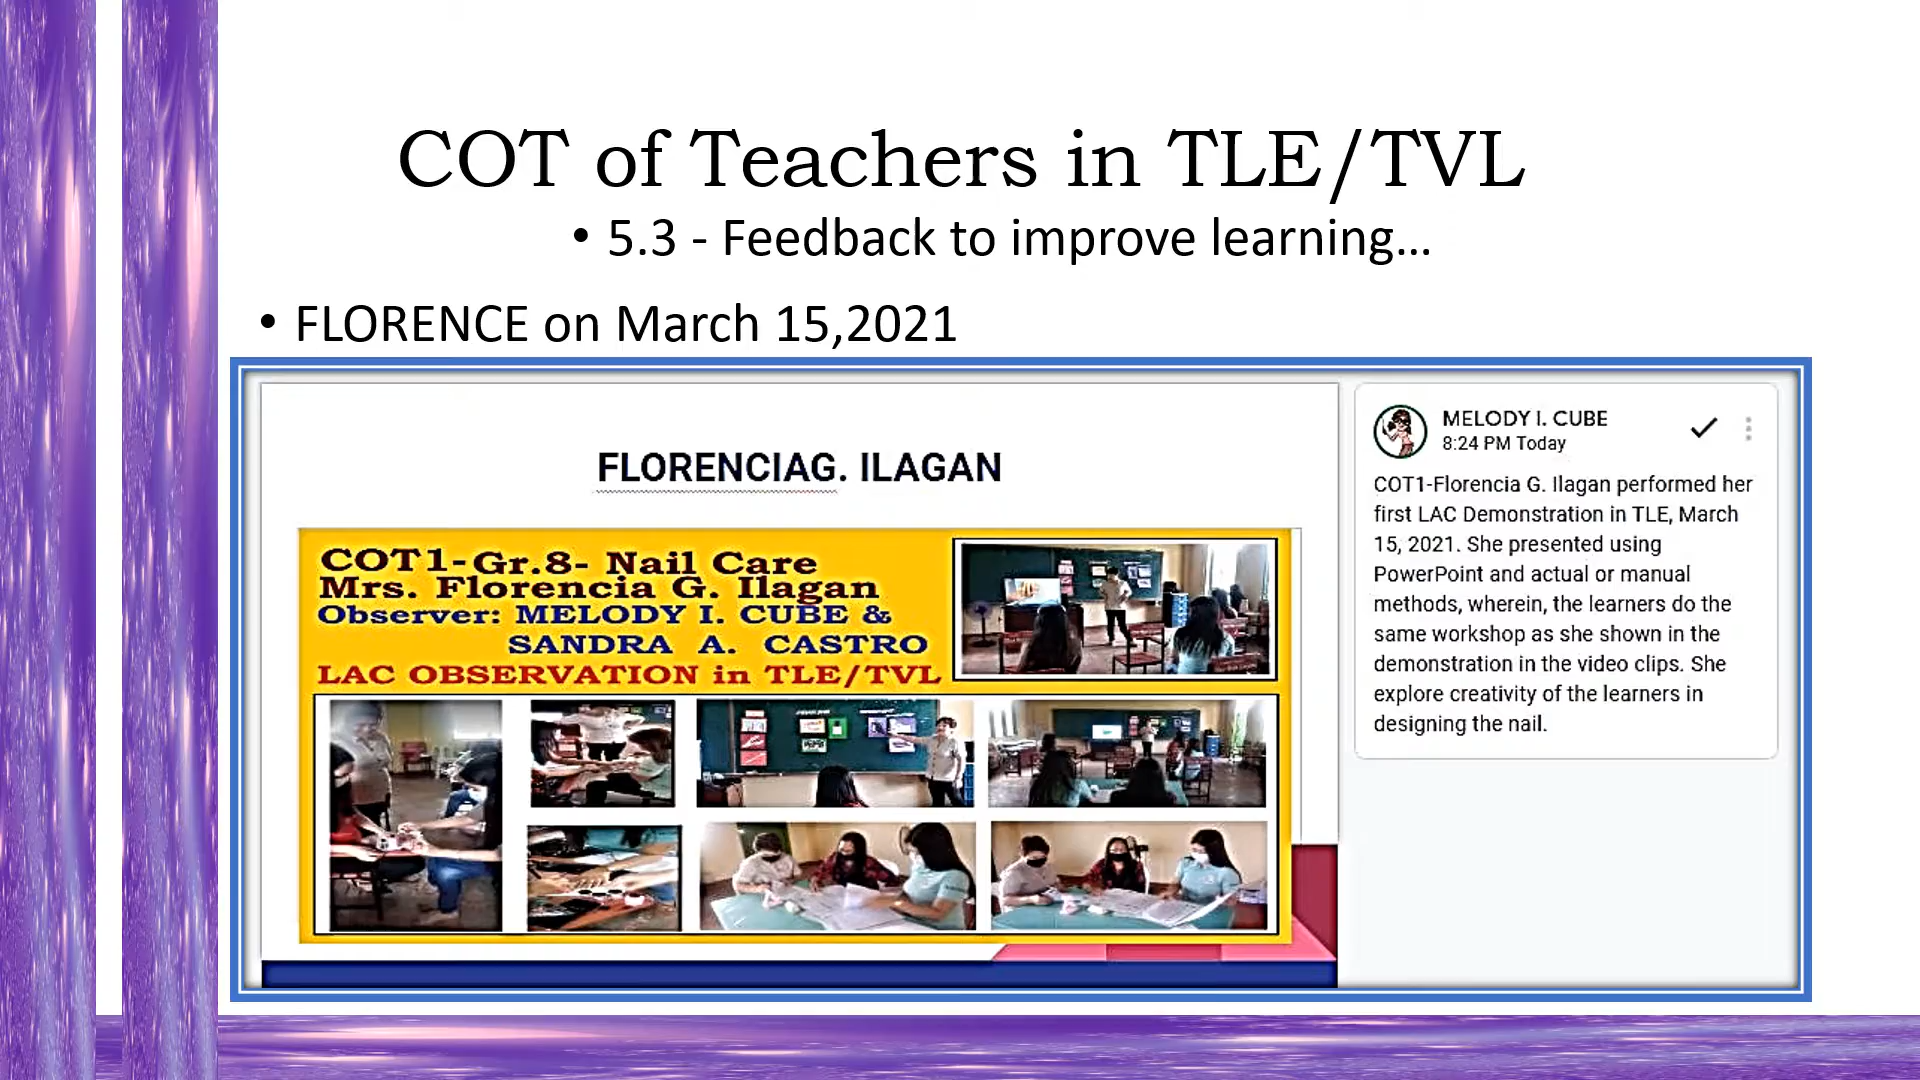 COT of Teachers in TLE/TVL
• 5.3 - Feedback to improve learning...
• FLORENCE on March 15,2021
FLORENCIAG. ILAGAN
COT1-Gr.8- Nail Care
Mrs. Florencia G. Ilagan
Observer: MELODY I. CUBE &
SANDRA A. CASTRO
LAC OBSERVATION in TLE/TVL
MELODY I. CUBE
8:24 PM Today
COT1-Florencia G. Ilagan performed her
first LAC Demonstration in TLE, March
15, 2021. She presented using
PowerPoint and actual or manual
methods, wherein, the learners do the
same workshop as she shown in the
demonstration in the video clips. She
explore creativity of the learners in
designing the nail.